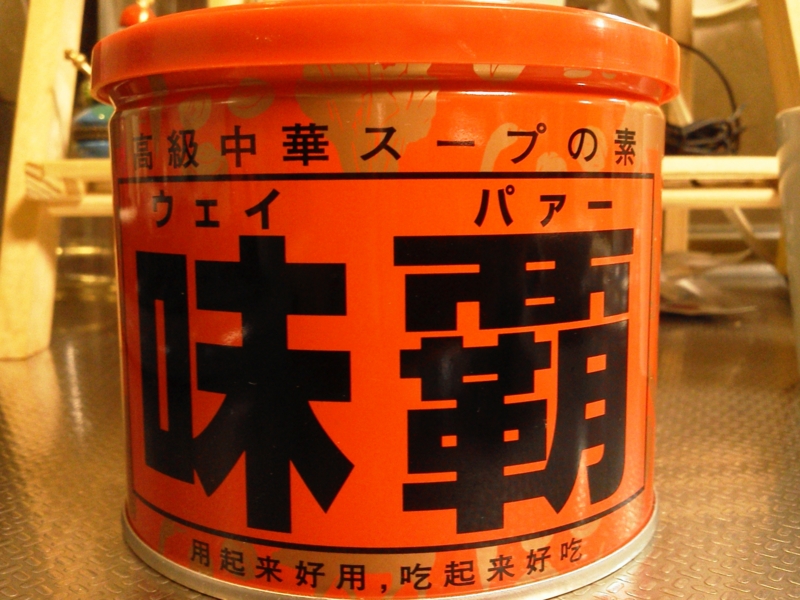 高級中華スープの素
ウェイ パァー
味覇
用起来好用,吃起来好吃